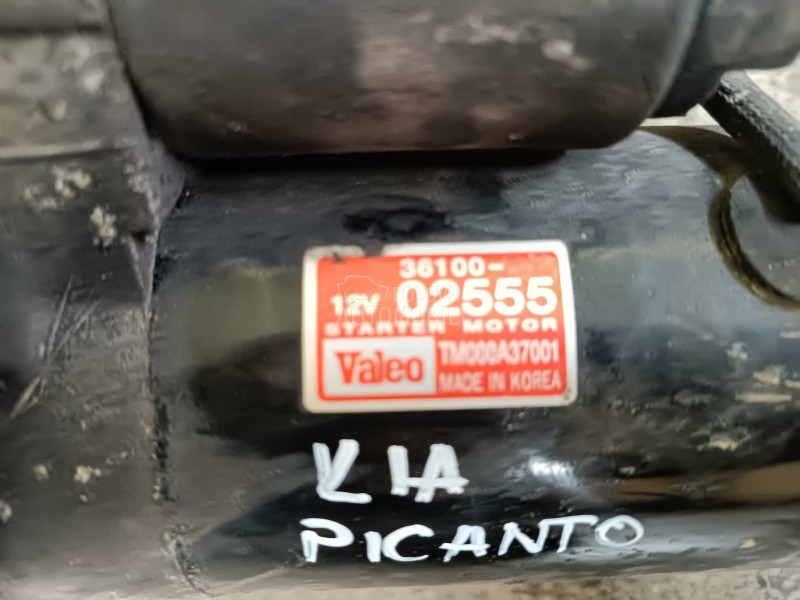 36100-
12V 02555
STARTER MOTOR
Valeo TM000A37001
MADE IN KOREA
KIA
PICANTO